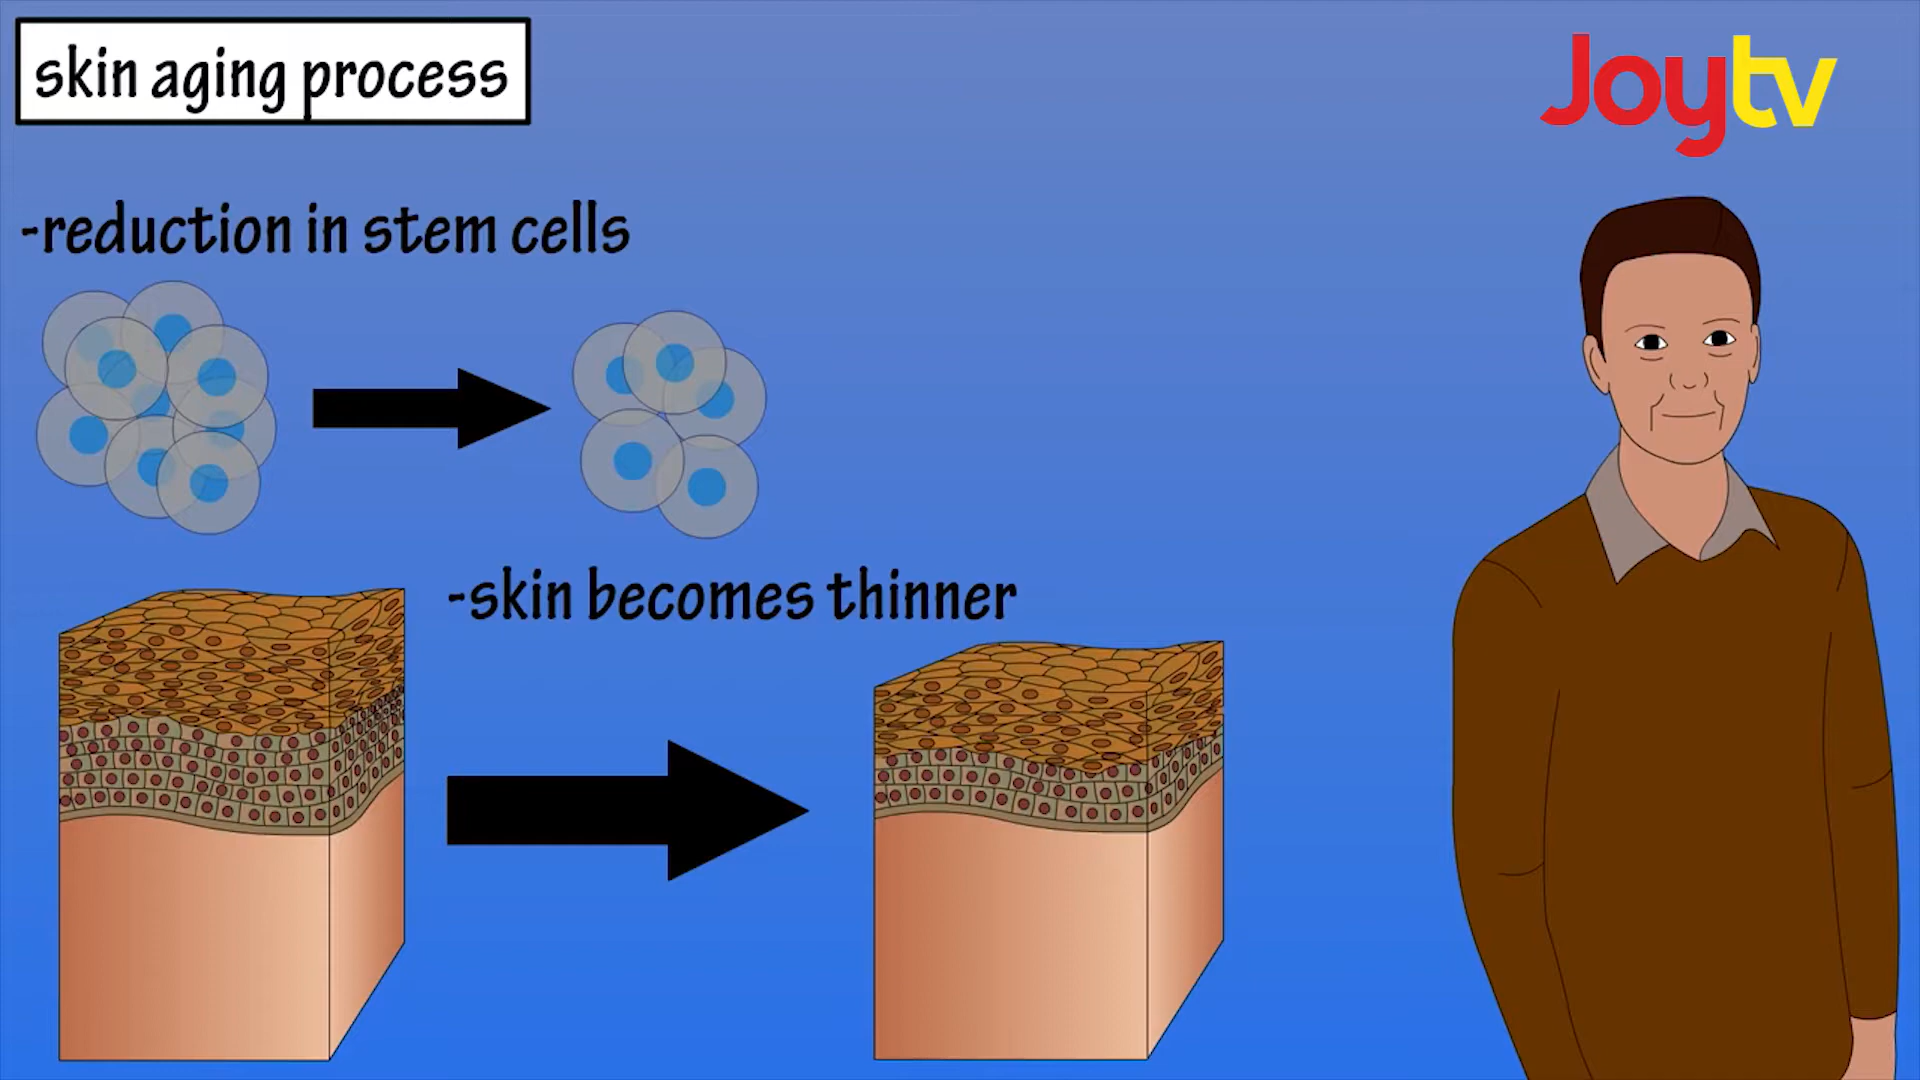 skin aging process
Joytv
-reduction in stem cells
-skin becomes thinner